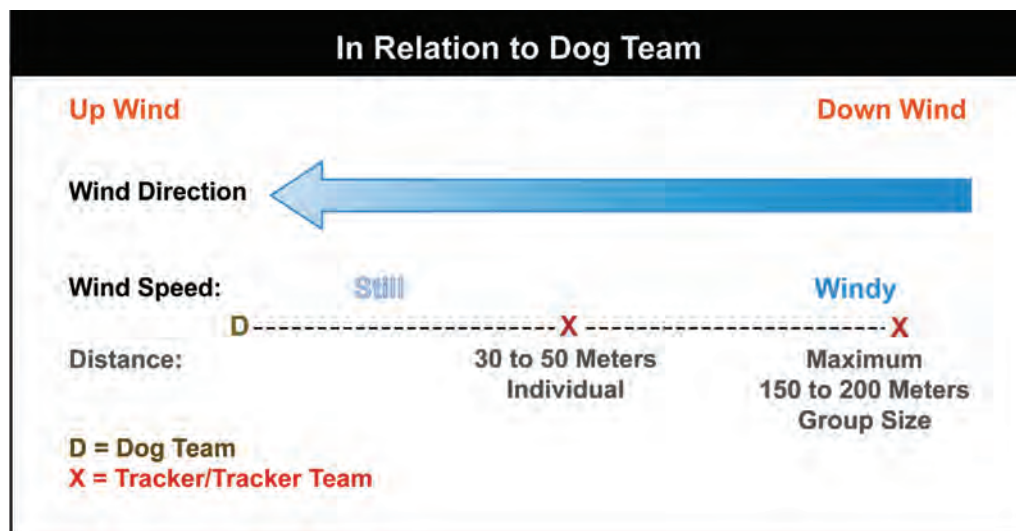 In Relation to Dog Team
Up Wind Down Wind
Wind Direction
Wind Speed: Still Windy
D X X
Distance: 30 to 50 Meters Maximum
Individual 150 to 200 Meters
Group Size
D = Dog Team
X = Tracker/Tracker Team